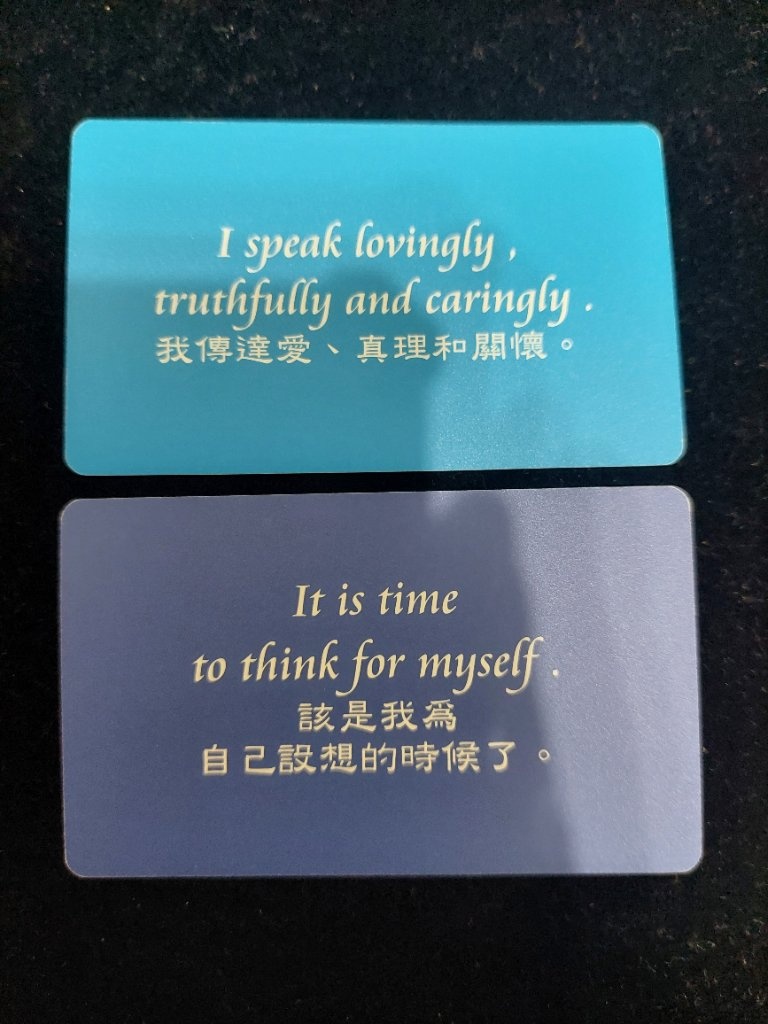 I speak lovingly ,
truthfully and caringly .
我傳達愛、真理和關懷。
It is time
to think for myself .
該是我爲
自己設想的時候了。